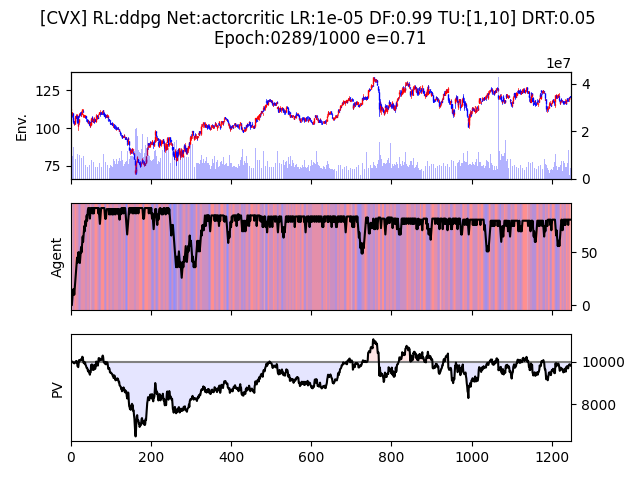 [CVX] RL:ddpg Net:actorcritic LR:1e-05 DF:0.99 TU:[1,10] DRT:0.05
Epoch:0289/1000 e=0.71
1e7
125
100
75
Env.
4
2
0
Agent
50
0
PV
10000
8000
0 200 400 600 800 1000 1200